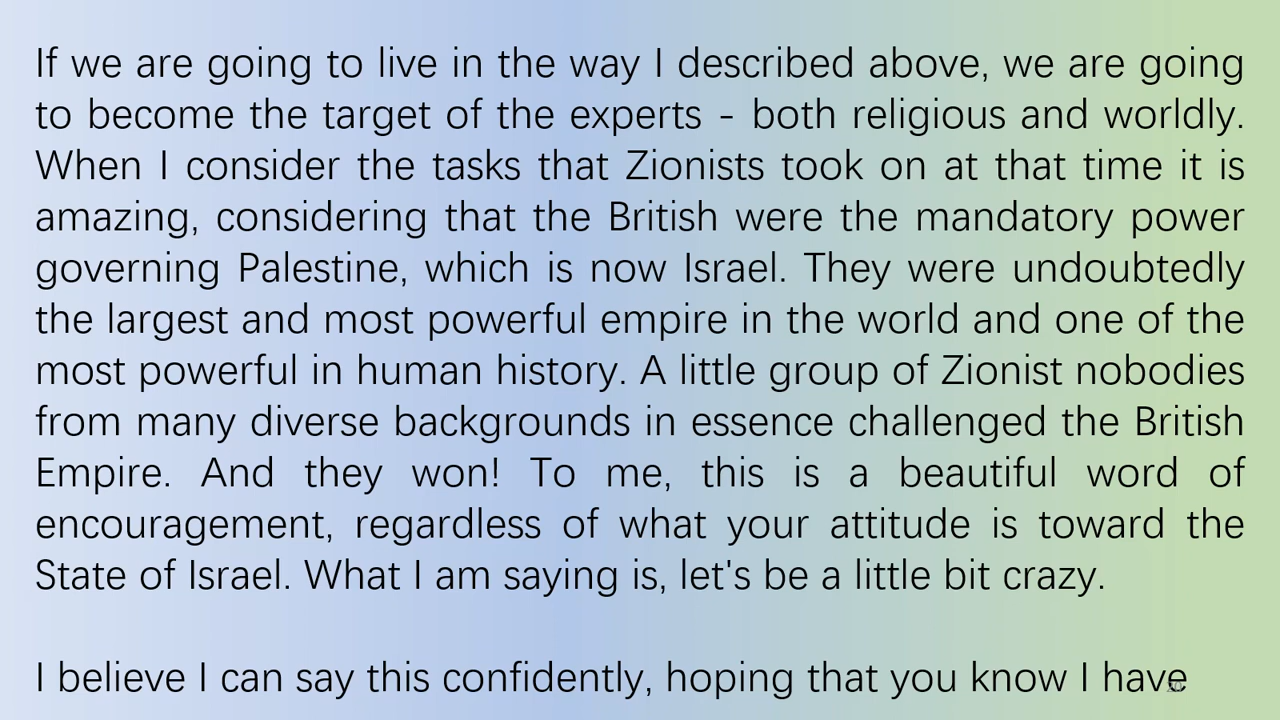 If we are going to live in the way I described above, we are going
to become the target of the experts - both religious and worldly.
When I consider the tasks that Zionists took on at that time it is
amazing, considering that the British were the mandatory power
governing Palestine, which is now Israel. They were undoubtedly
the largest and most powerful empire in the world and one of the
most powerful in human history. A little group of Zionist nobodies
from many diverse backgrounds in essence challenged the British
Empire. And they won! To me, this is a beautiful word of
encouragement, regardless of what your attitude is toward the
State of Israel. What I am saying is, let's be a little bit crazy.
I believe I can say this confidently, hoping that you know I have